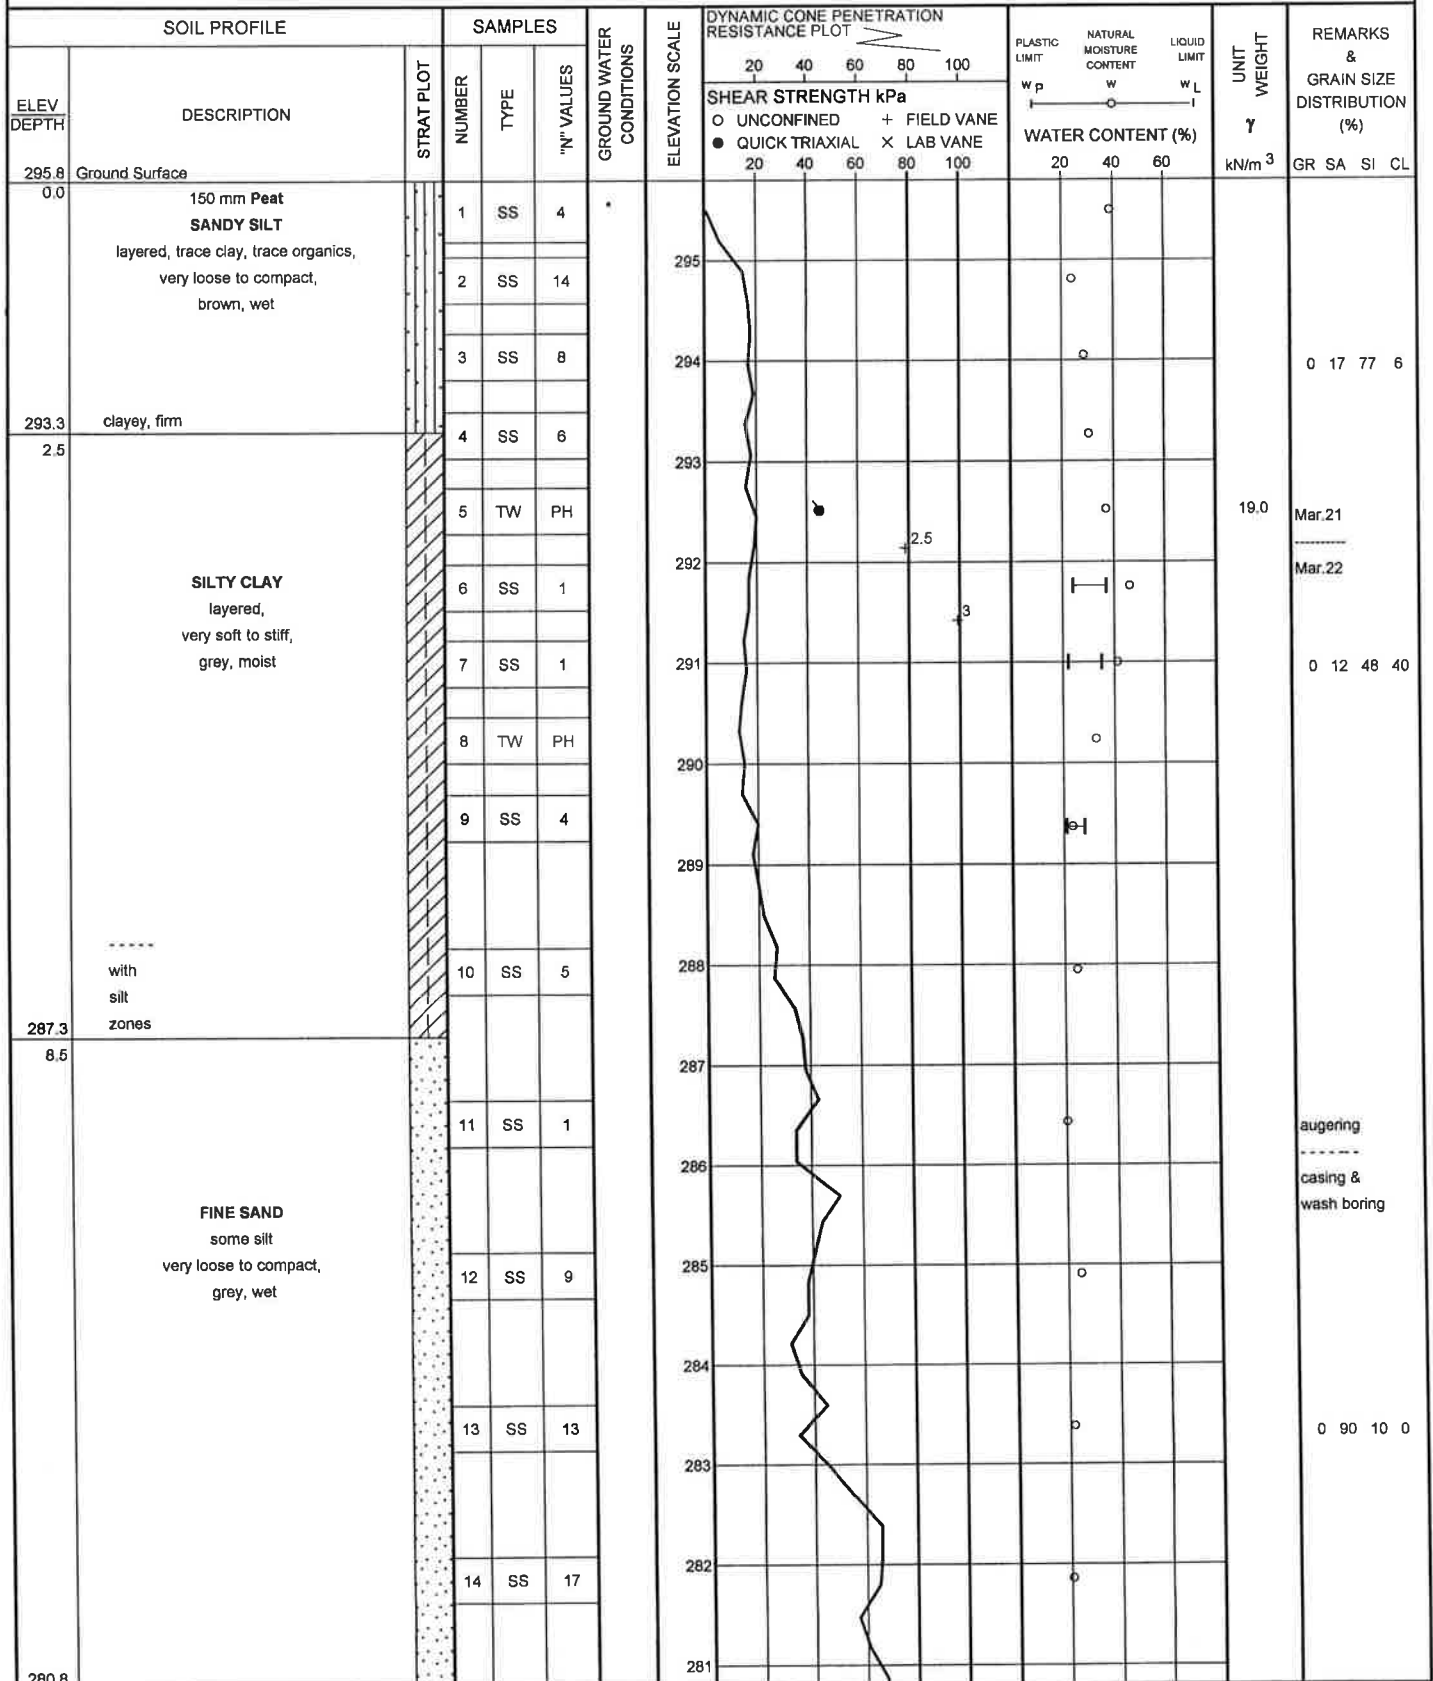 SOIL PROFILE
SAMPLES
GROUND WATER
CONDITIONS
ELEVATION SCALE
DYNAMIC CONE PENETRATION
RESISTANCE PLOT
20 40 60 80 100
PLASTIC
LIMIT
NATURAL
MOISTURE
CONTENT
LIQUID
LIMIT
WP
W
WL
UNIT
WEIGHT
γ
kN/m 3
REMARKS
&
GRAIN SIZE
DISTRIBUTION
(%)
GR SA SI CL
ELEV
DEPTH
DESCRIPTION
STRAT PLOT
NUMBER
TYPE
"N" VALUES
SHEAR STRENGTH kPa
O UNCONFINED + FIELD VANE
● QUICK TRIAXIAL × LAB VANE
20 40 60 80 100
WATER CONTENT (%)
20 40 60
295.8 Ground Surface
0.0
150 mm Peat
SANDY SILT
layered, trace clay, trace organics,
very loose to compact,
brown, wet
1 SS 4
295
2 SS 14
3 SS 8
294
0 17 77 6
293.3 clayey, firm
2.5
4 SS 6
293
5 TW PH
19.0
Mar.21
----------
Mar.22
2.5
292
SILTY CLAY
layered,
very soft to stiff,
grey, moist
6 SS 1
3
7 SS 1
291
0 12 48 40
8 TW PH
290
9 SS 4
289
-----
with
silt
zones
10 SS 5
288
287.3
8.5
287
11 SS 1
augering
-------
casing &
wash boring
286
FINE SAND
some silt
very loose to compact,
grey, wet
12 SS 9
285
284
13 SS 13
0 90 10 0
283
282
14 SS 17
281
280.8